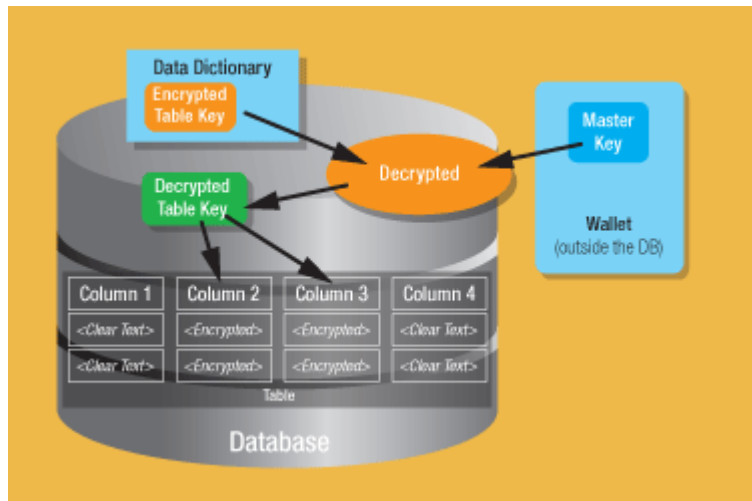 Data Dictionary
Encrypted
Table Key
Master
Key
Decrypted
Decrypted
Table Key
Wallet
(outside the DB)
Column 1 Column 2 Column 3 Column 4
<Clear Text> <Encrypted> <Encrypted> <Clear Text>
<Clear Text> <Encrypted> <Encrypted> <Clear Text>
Table
Database